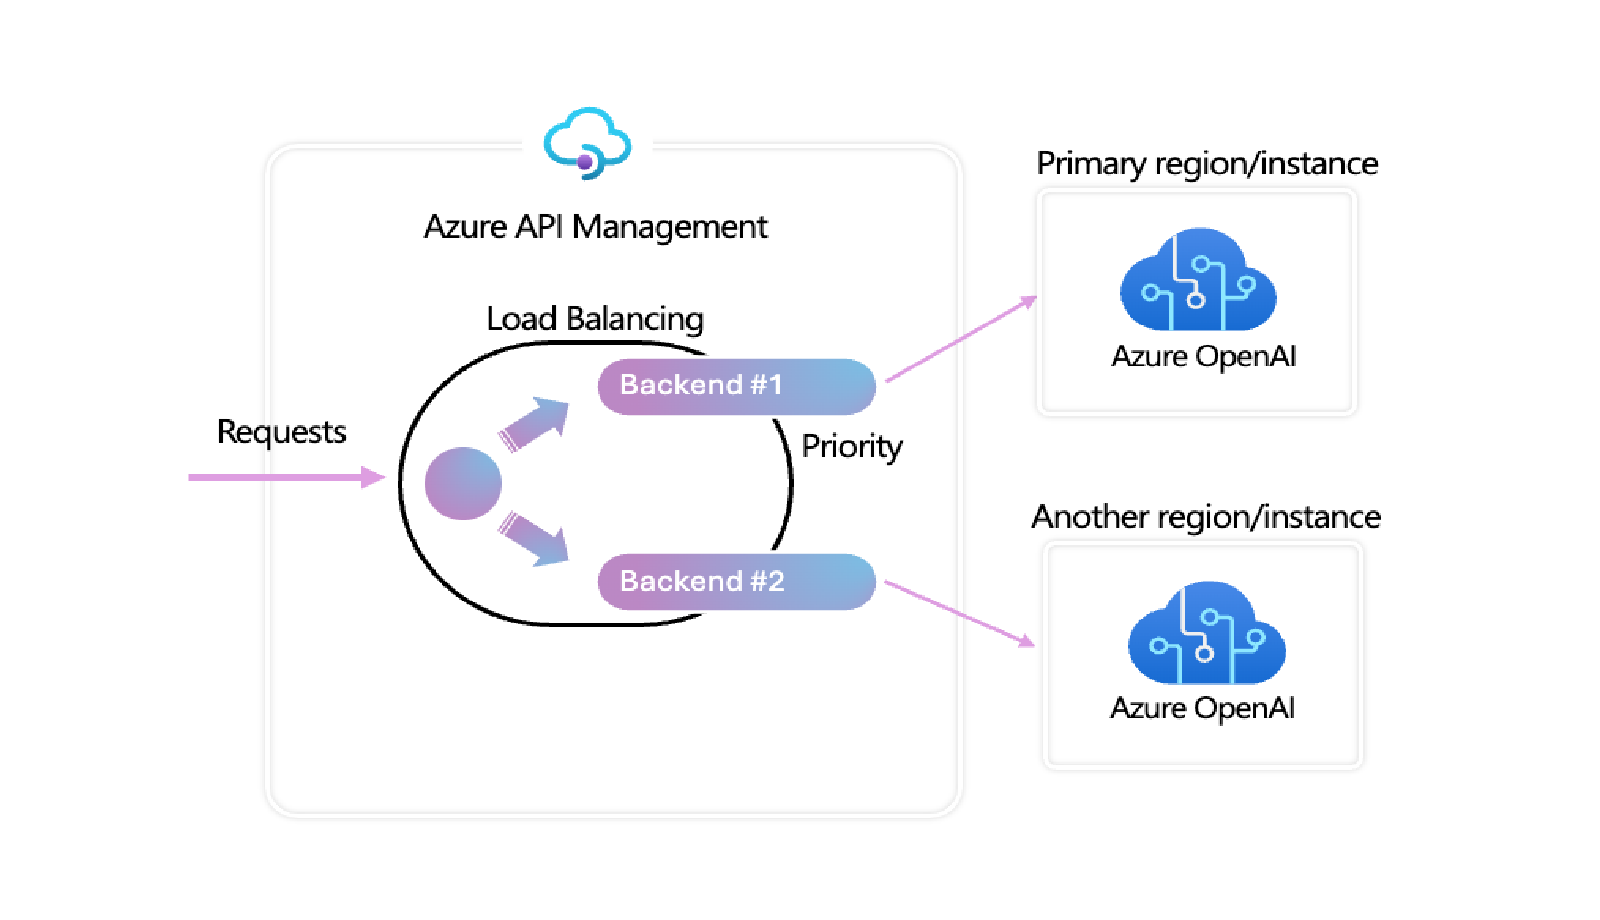 Azure API Management
Load Balancing
Requests
Backend #1
Priority
Backend #2
Primary region/instance
Azure OpenAI
Another region/instance
Azure OpenAI